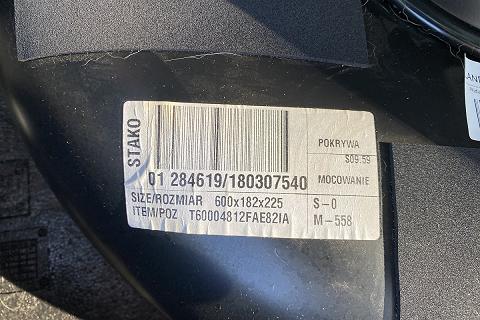 STAKO
POKRYWA
S09.59
01 284619/180307540
MOCOWANIE
SIZE/ROZMIAR 600x182x225
S-0
ITEM/POZ T60004812FAE82IA
M-558